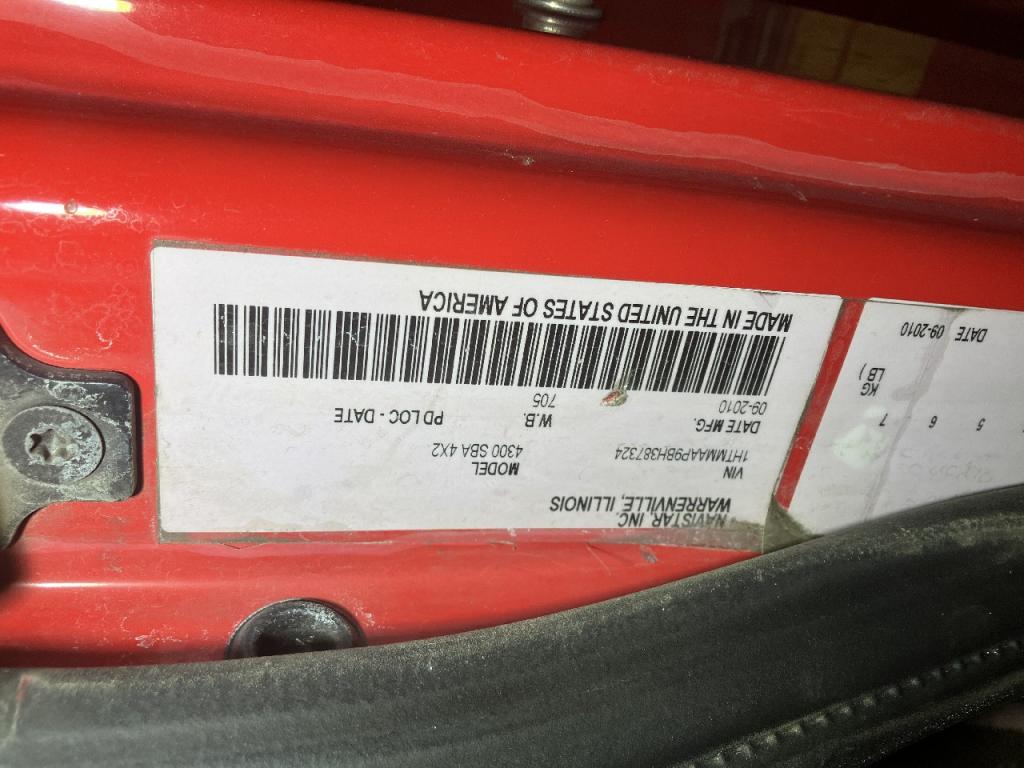 NAVISTAR, INC.
WARRENVILLE, ILLINOIS
VIN MODEL
1HTMMAAP9BH387324 4300 SBA 4X2
DATE MFG. W.B. PD LOC - DATE
09-2010 705
MADE IN THE UNITED STATES OF AMERICA
5 6 7
KG
LB )
DATE 09-2010